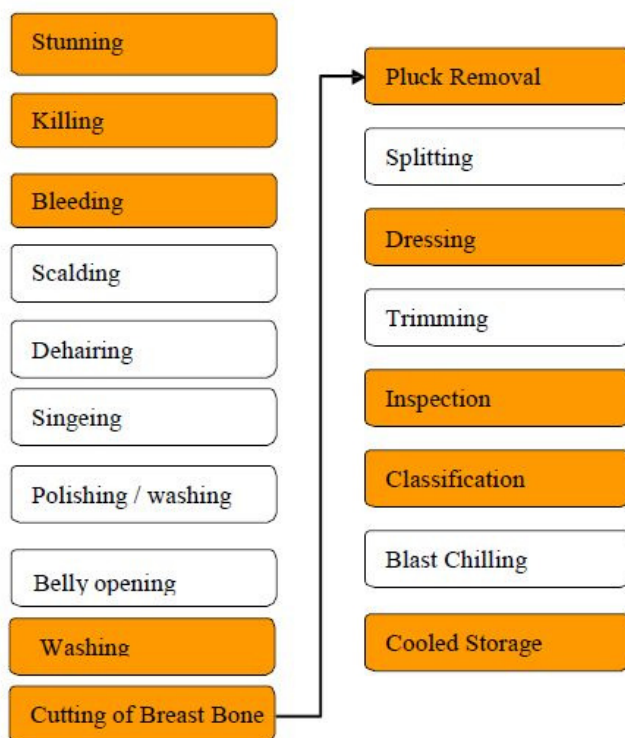 Stunning
Killing
Bleeding
Scalding
Dehairing
Singeing
Polishing / washing
Belly opening
Washing
Cutting of Breast Bone
Pluck Removal
Splitting
Dressing
Trimming
Inspection
Classification
Blast Chilling
Cooled Storage